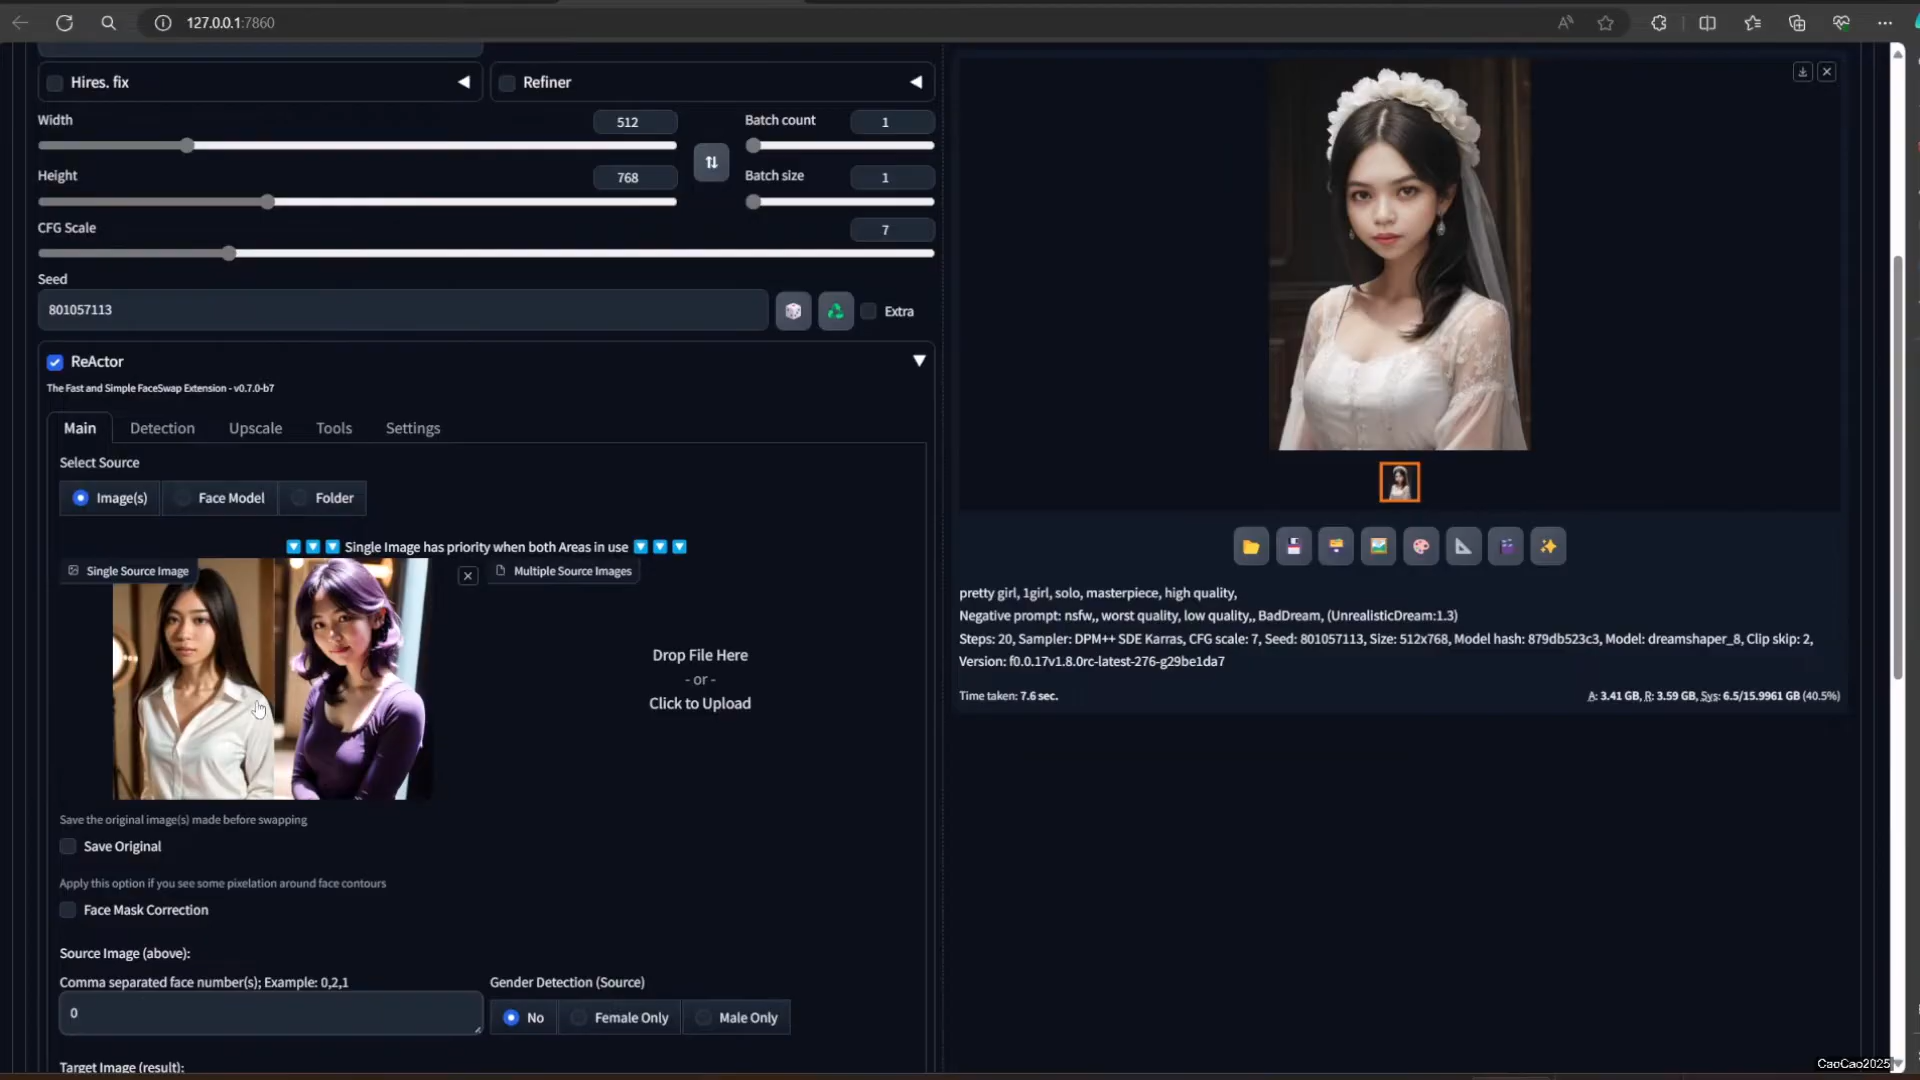 127.0.0.1:7860
Hires. fix
Refiner
Width
512
Batch count
1
Height
768
Batch size
1
CFG Scale
7
Seed
801057113
Extra
ReActor
The Fast and Simple FaceSwap Extension - v0.7.0-b7
Main
Detection
Upscale
Tools
Settings
Select Source
Image(s)
Face Model
Folder
Single Image has priority when both Areas in use
Single Source Image
Multiple Source Images
Drop File Here
- or -
Click to Upload
Save the original image(s) made before swapping
Save Original
Apply this option if you see some pixelation around face contours
Face Mask Correction
Source Image (above):
Comma separated face number(s); Example: 0,2,1
0
Gender Detection (Source)
No
Female Only
Male Only
Target Image (result):
pretty girl, 1girl, solo, masterpiece, high quality,
Negative prompt: nsfw,, worst quality, low quality,, BadDream, (UnrealisticDream:1.3)
Steps: 20, Sampler: DPM++ SDE Karras, CFG scale: 7, Seed: 801057113, Size: 512x768, Model hash: 879db523c3, Model: dreamshaper_8, Clip skip: 2,
Version: f0.0.17v1.8.0rc-latest-276-g29be1da7
Time taken: 7.6 sec.
A: 3.41 GB, R: 3.59 GB, Sys: 6.5/15.9961 GB (40.5%)
CaoCao2025